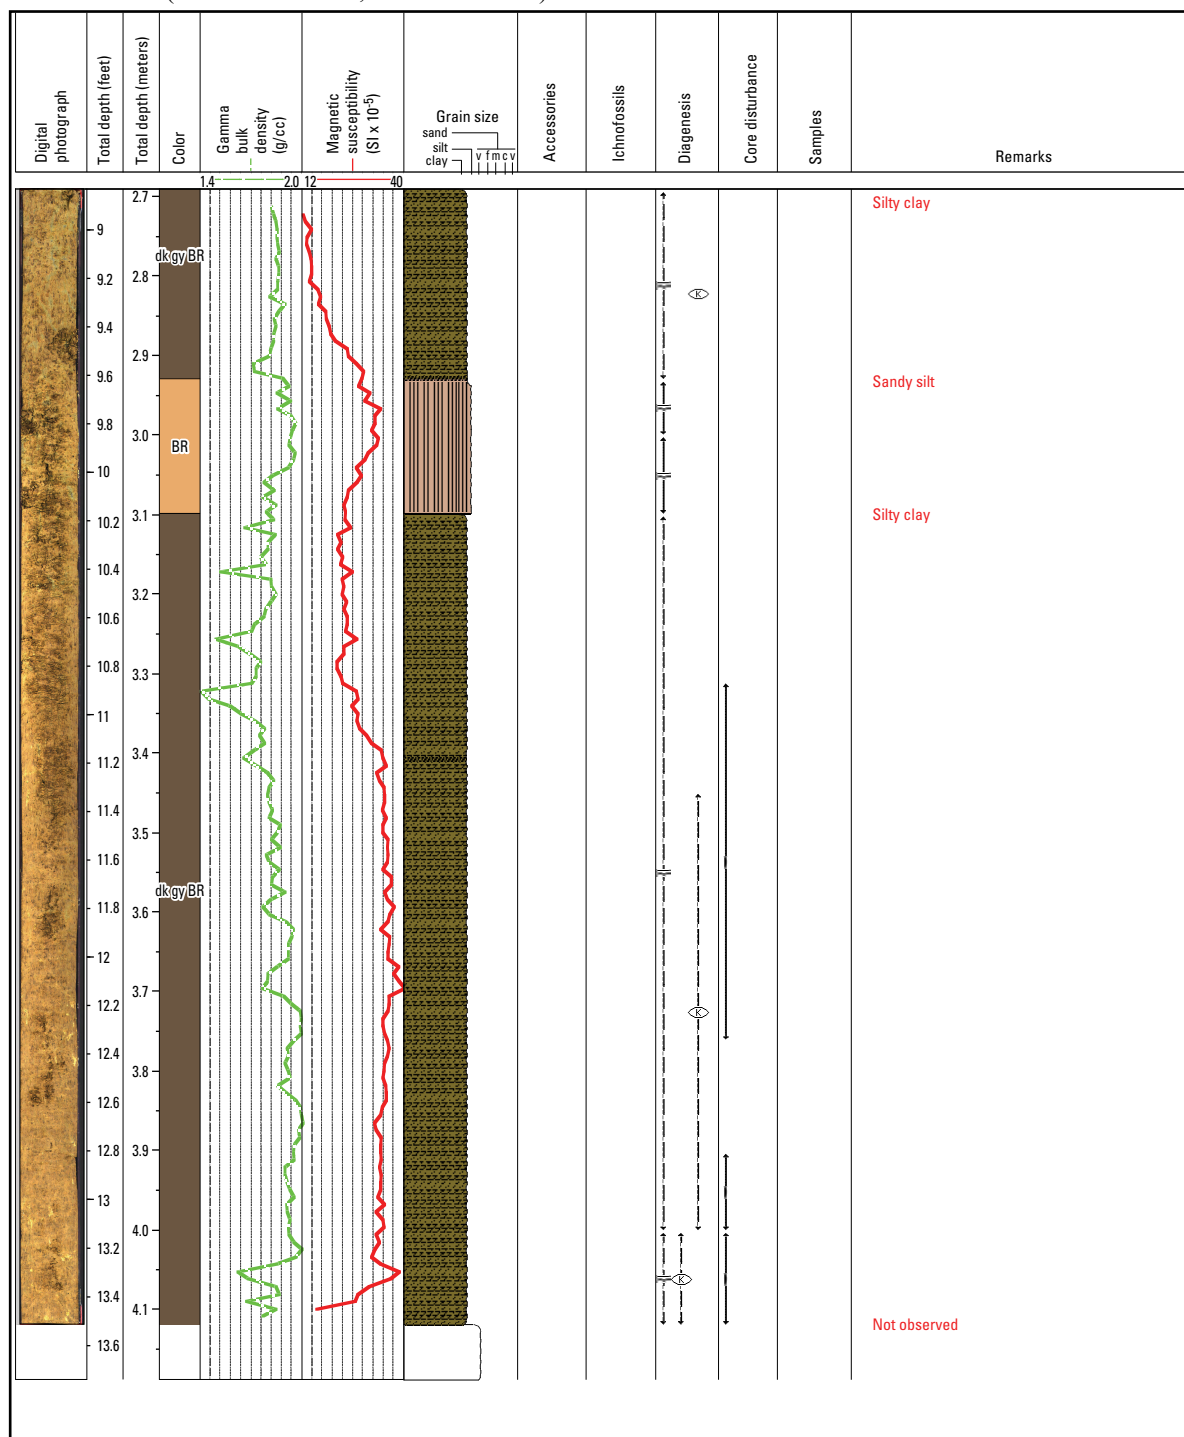 Digital
photograph
Total depth (feet)
Total depth (meters)
Color
Gamma
bulk
density
(g/cc)
Magnetic
susceptibility
(SI x 10-5)
Grain size
sand
silt
clay
v f m c v
Accessories
Ichnofossils
Diagenesis
Core disturbance
Samples
Remarks
1.4 2.0 12 40
2.7
Silty clay
9
dk gy BR
2.8
9.2
K
9.4
2.9
9.6
Sandy silt
9.8
3.0
BR
10
3.1
Silty clay
10.2
10.4
3.2
10.6
10.8
3.3
11
3.4
11.2
11.4
3.5
11.6
dk gy BR
11.8
3.6
12
3.7
12.2
K
12.4
3.8
12.6
12.8
3.9
13
4.0
13.2
K
13.4
4.1
Not observed
13.6